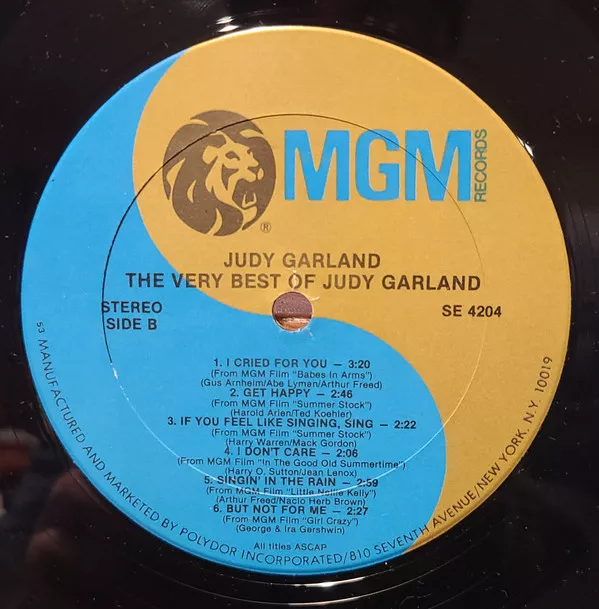 MGM
RECORDS
®
JUDY GARLAND
THE VERY BEST OF JUDY GARLAND
STEREO
SIDE B
SE 4204
1. I CRIED FOR YOU — 3:20
(From MGM Film "Babes In Arms")
(Gus Arnheim/Abe Lyman/Arthur Freed)
2. GET HAPPY — 2:46
(From MGM Film "Summer Stock")
(Harold Arlen/Ted Koehler)
3. IF YOU FEEL LIKE SINGING, SING — 2:22
(From MGM Film "Summer Stock")
(Harry Warren/Mack Gordon)
4. I DON'T CARE — 2:06
(From MGM Film "In The Good Old Summertime")
(Harry O. Sutton/Jean Lenox)
5. SINGIN' IN THE RAIN — 2:59
(From MGM Film "Little Nellie Kelly")
(Arthur Freed/Nacio Herb Brown)
6. BUT NOT FOR ME — 2:27
(From MGM Film "Girl Crazy")
(George & Ira Gershwin)
All titles ASCAP
53 MANUFACTURED AND MARKETED BY POLYDOR INCORPORATED/810 SEVENTH AVENUE/NEW YORK, N.Y. 10019